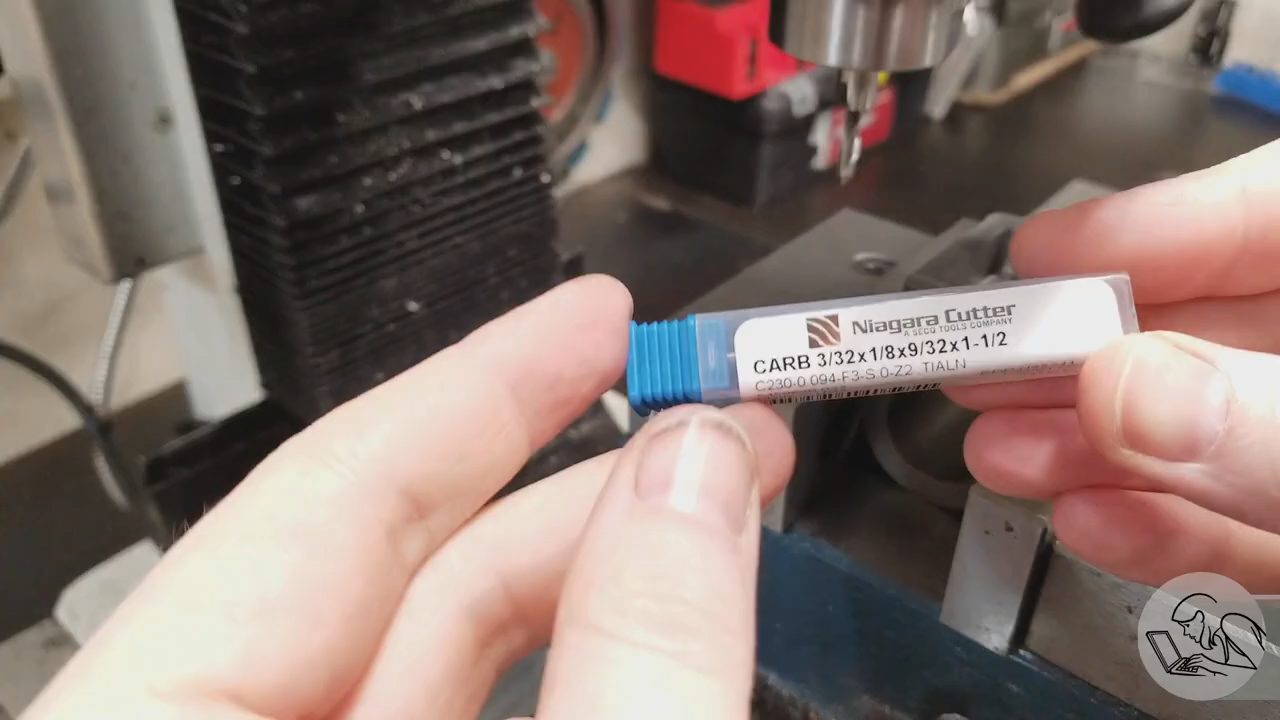 Niagara Cutter
A SECO TOOLS COMPANY
CARB 3/32x1/8x9/32x1-1/2
C230-0.094-F3-S.0-Z2 TIALN